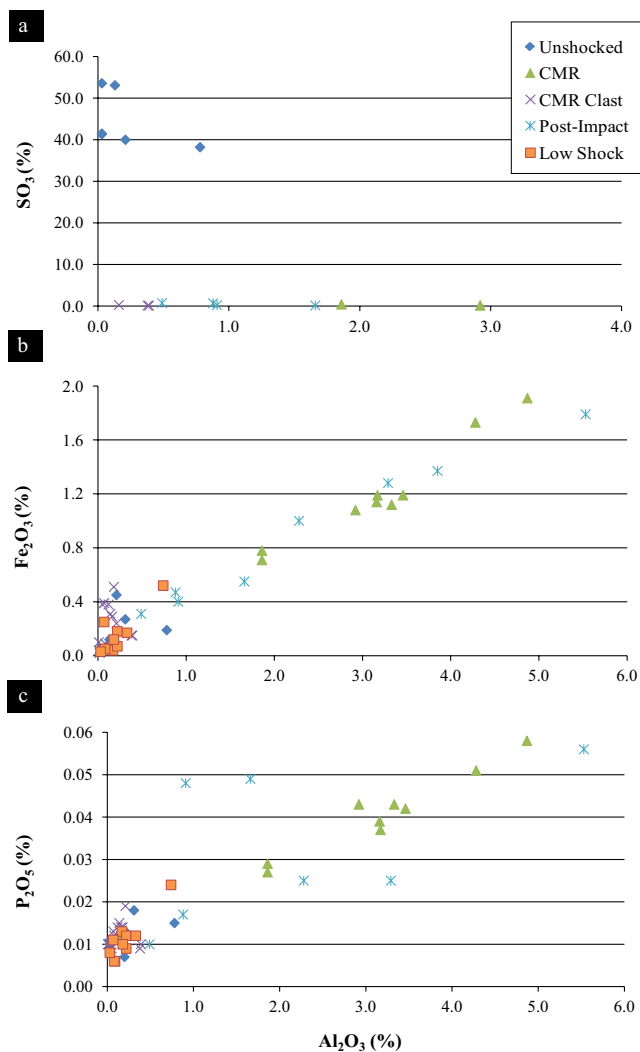 a
60.0
50.0
40.0
30.0
20.0
10.0
0.0
SO3 (%)
0.0 1.0 2.0 3.0 4.0
Unshocked
CMR
CMR Clast
Post-Impact
Low Shock
b
2.0
1.6
1.2
0.8
0.4
0.0
Fe2O3 (%)
0.0 1.0 2.0 3.0 4.0 5.0 6.0
c
0.06
0.05
0.04
0.03
0.02
0.01
0.00
P2O5 (%)
0.0 1.0 2.0 3.0 4.0 5.0 6.0
Al2O3 (%)